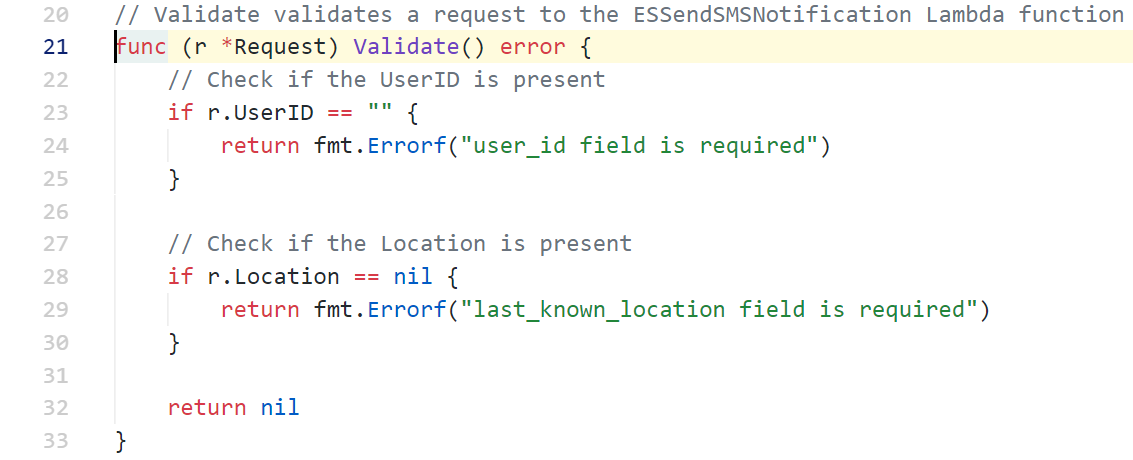 20 // Validate validates a request to the ESSendSMSNotification Lambda function
21 func (r *Request) Validate() error {
22     // Check if the UserID is present
23     if r.UserID == "" {
24         return fmt.Errorf("user_id field is required")
25     }
26
27     // Check if the Location is present
28     if r.Location == nil {
29         return fmt.Errorf("last_known_location field is required")
30     }
31
32     return nil
33 }